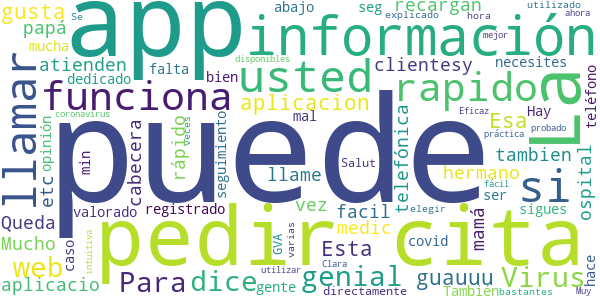 gusta
papá
mucha
Se
app
abajo
explicado
seg
recargan
hora
utilizado
ahora
mejor
información
atienden
dedicado
falta
bien
disponibles
usted
clientesy
necesites
teléfono
llamar
funciona
aplicacion
rapido
La
coronavirus
min
etc
opinión
cabecera
rápido
veces
seguimiento
mal
puede
Salut
llame
telefónica
Esa
Hay
Eficaz
práctica
probado
tambien
hermano
fácil
ser
si
ospital
valorado
registrado
facil
vez
medic
covid
elegir
mamá
sigues
Queda
Mucho
caso
pedir cita
web
intuitiva
Para
dice
GVA
varias
Esta
Clara
genial
guauuu
Virus
hace
aplicacio
utilizar
gente
directamente
También
bastantes
Muy